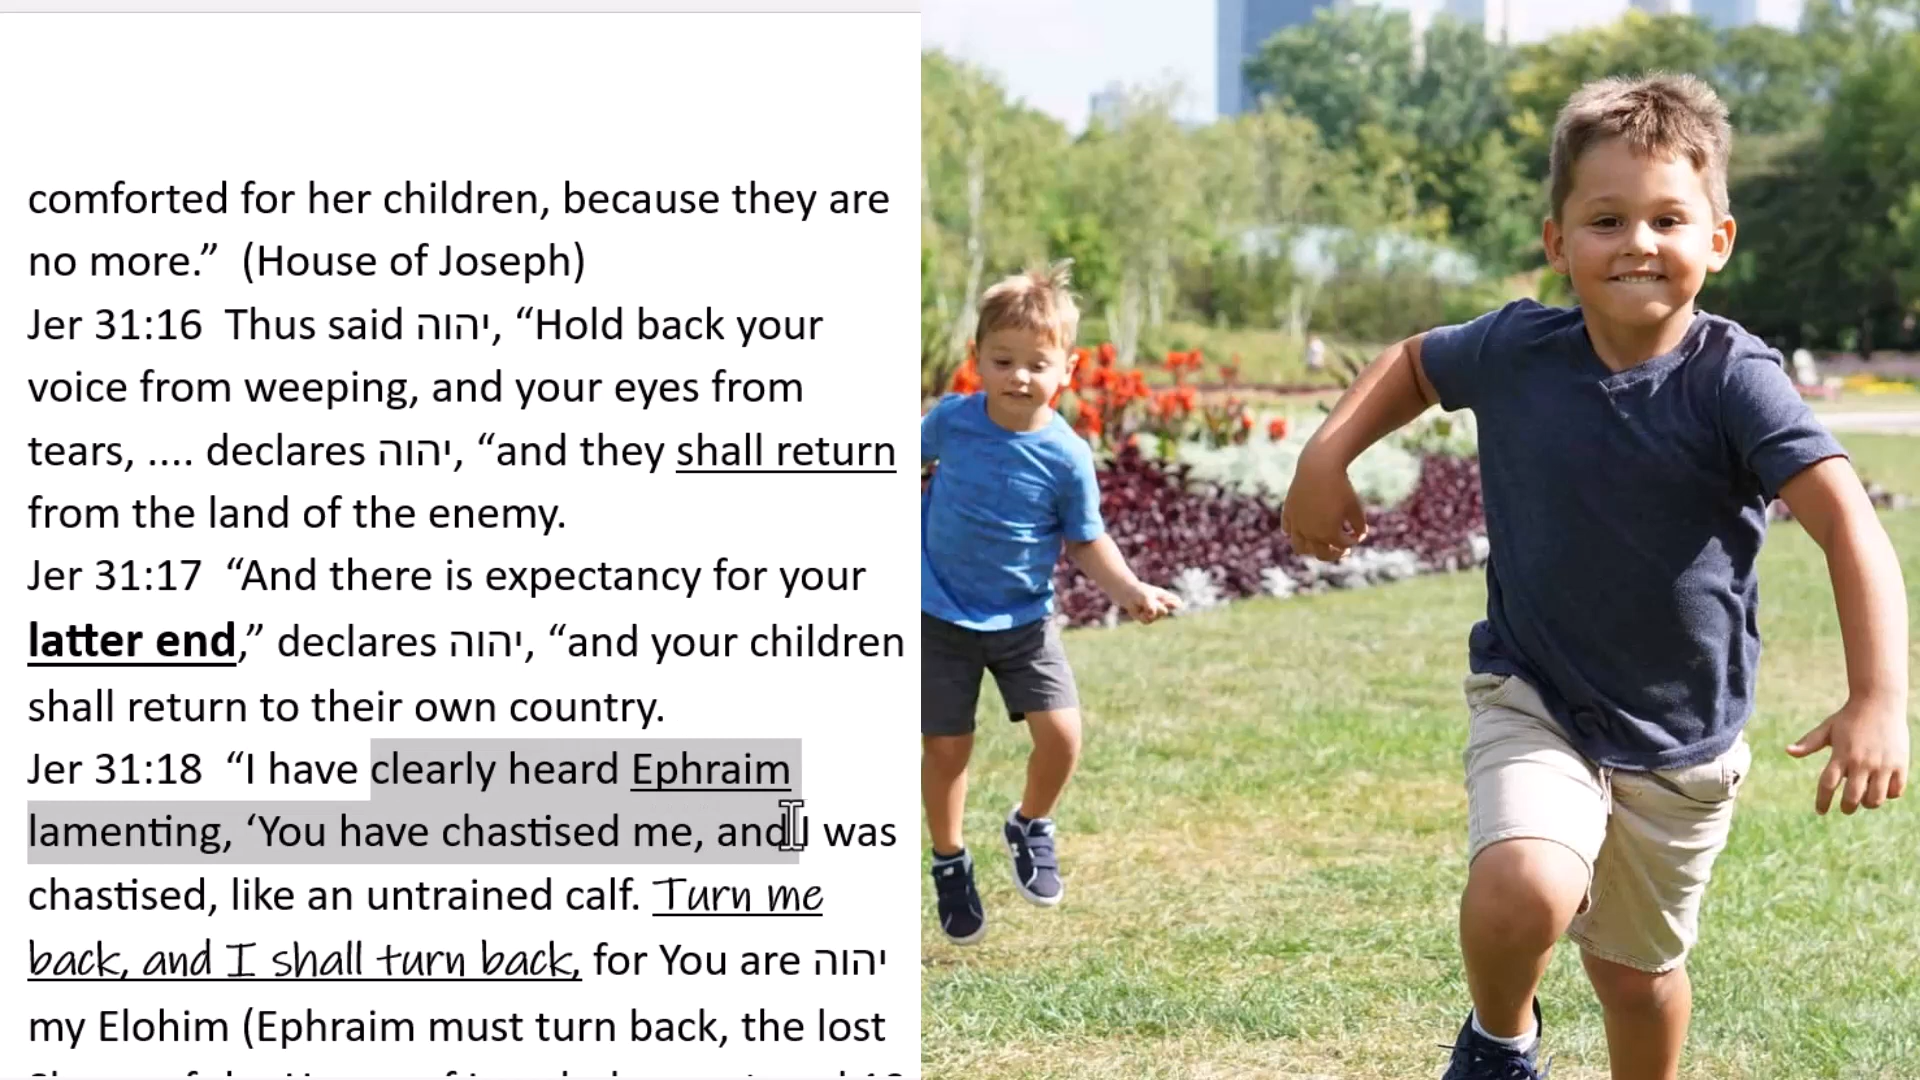 comforted for her children, because they are
no more.”  (House of Joseph)
Jer 31:16  Thus said יהוה, “Hold back your
voice from weeping, and your eyes from
tears, .... declares יהוה, “and they shall return
from the land of the enemy.
Jer 31:17  “And there is expectancy for your
latter end,” declares יהוה, “and your children
shall return to their own country.
Jer 31:18  “I have clearly heard Ephraim
lamenting, ‘You have chastised me, and I was
chastised, like an untrained calf. Turn me
back, and I shall turn back, for You are יהוה
my Elohim (Ephraim must turn back, the lost